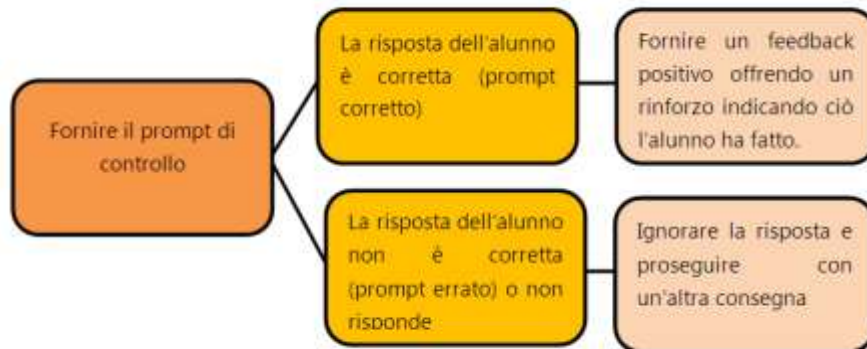 Fornire il prompt di
controllo
La risposta dell'alunno
è corretta (prompt
corretto)
Fornire un feedback
positivo offrendo un
rinforzo indicando ciò
l'alunno ha fatto.
La risposta dell'alunno
non è corretta
(prompt errato) o non
risponde
Ignorare la risposta e
proseguire con
un'altra consegna